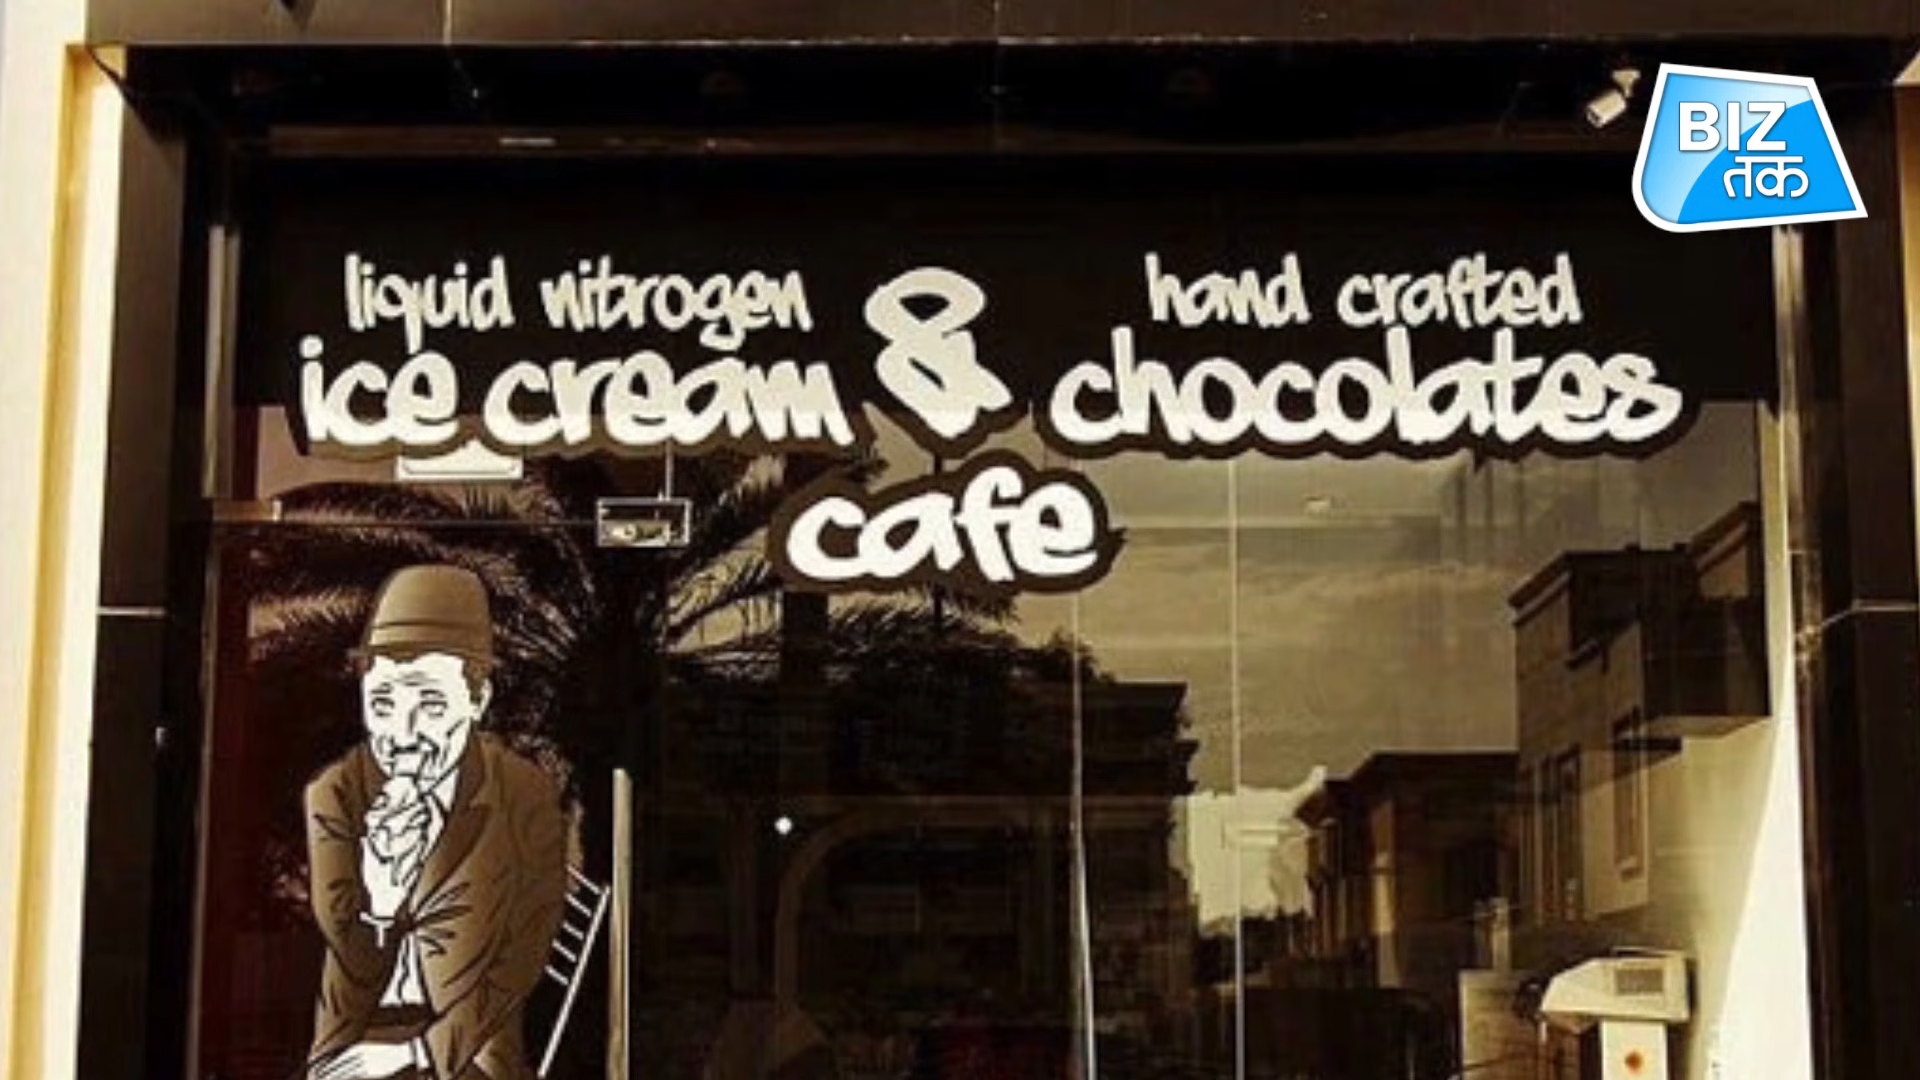 BIZ
तक
liquid nitrogen
ice cream
&
hand crafted
chocolates
cafe